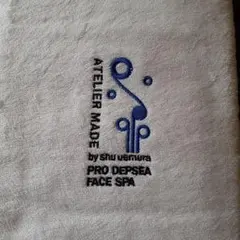 ATELIER MADE
by shu uemura
PRO DEPSEA
FACE SPA